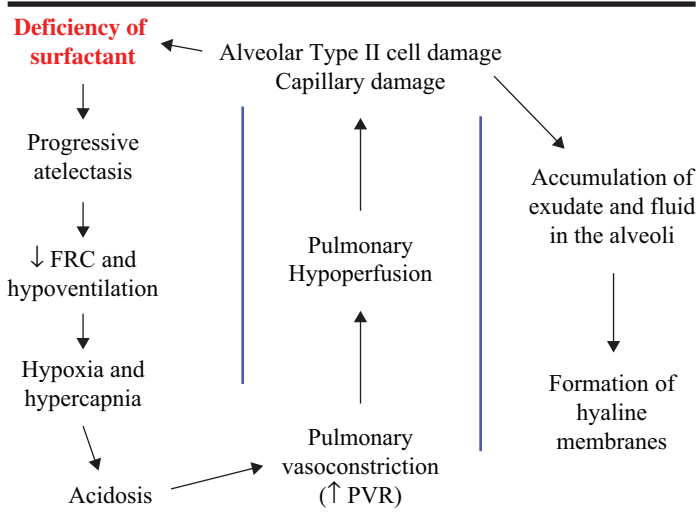 Deficiency of
surfactant
Progressive
atelectasis
↓ FRC and
hypoventilation
Hypoxia and
hypercapnia
Acidosis
Pulmonary
vasoconstriction
(↑ PVR)
Pulmonary
Hypoperfusion
Alveolar Type II cell damage
Capillary damage
Accumulation of
exudate and fluid
in the alveoli
Formation of
hyaline
membranes